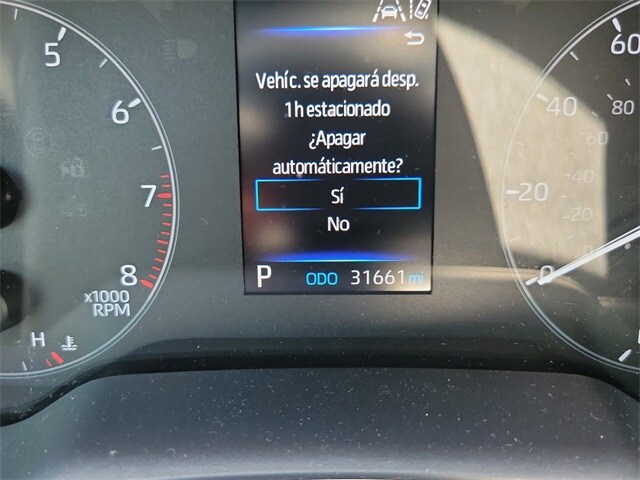 Vehíc. se apagará desp.
1h estacionado
¿Apagar
automáticamente?
Sí
No
P ODO 31661 mi
5
6
7
8
x1000
RPM
H
60
40
20
0
80
60
40
20
0